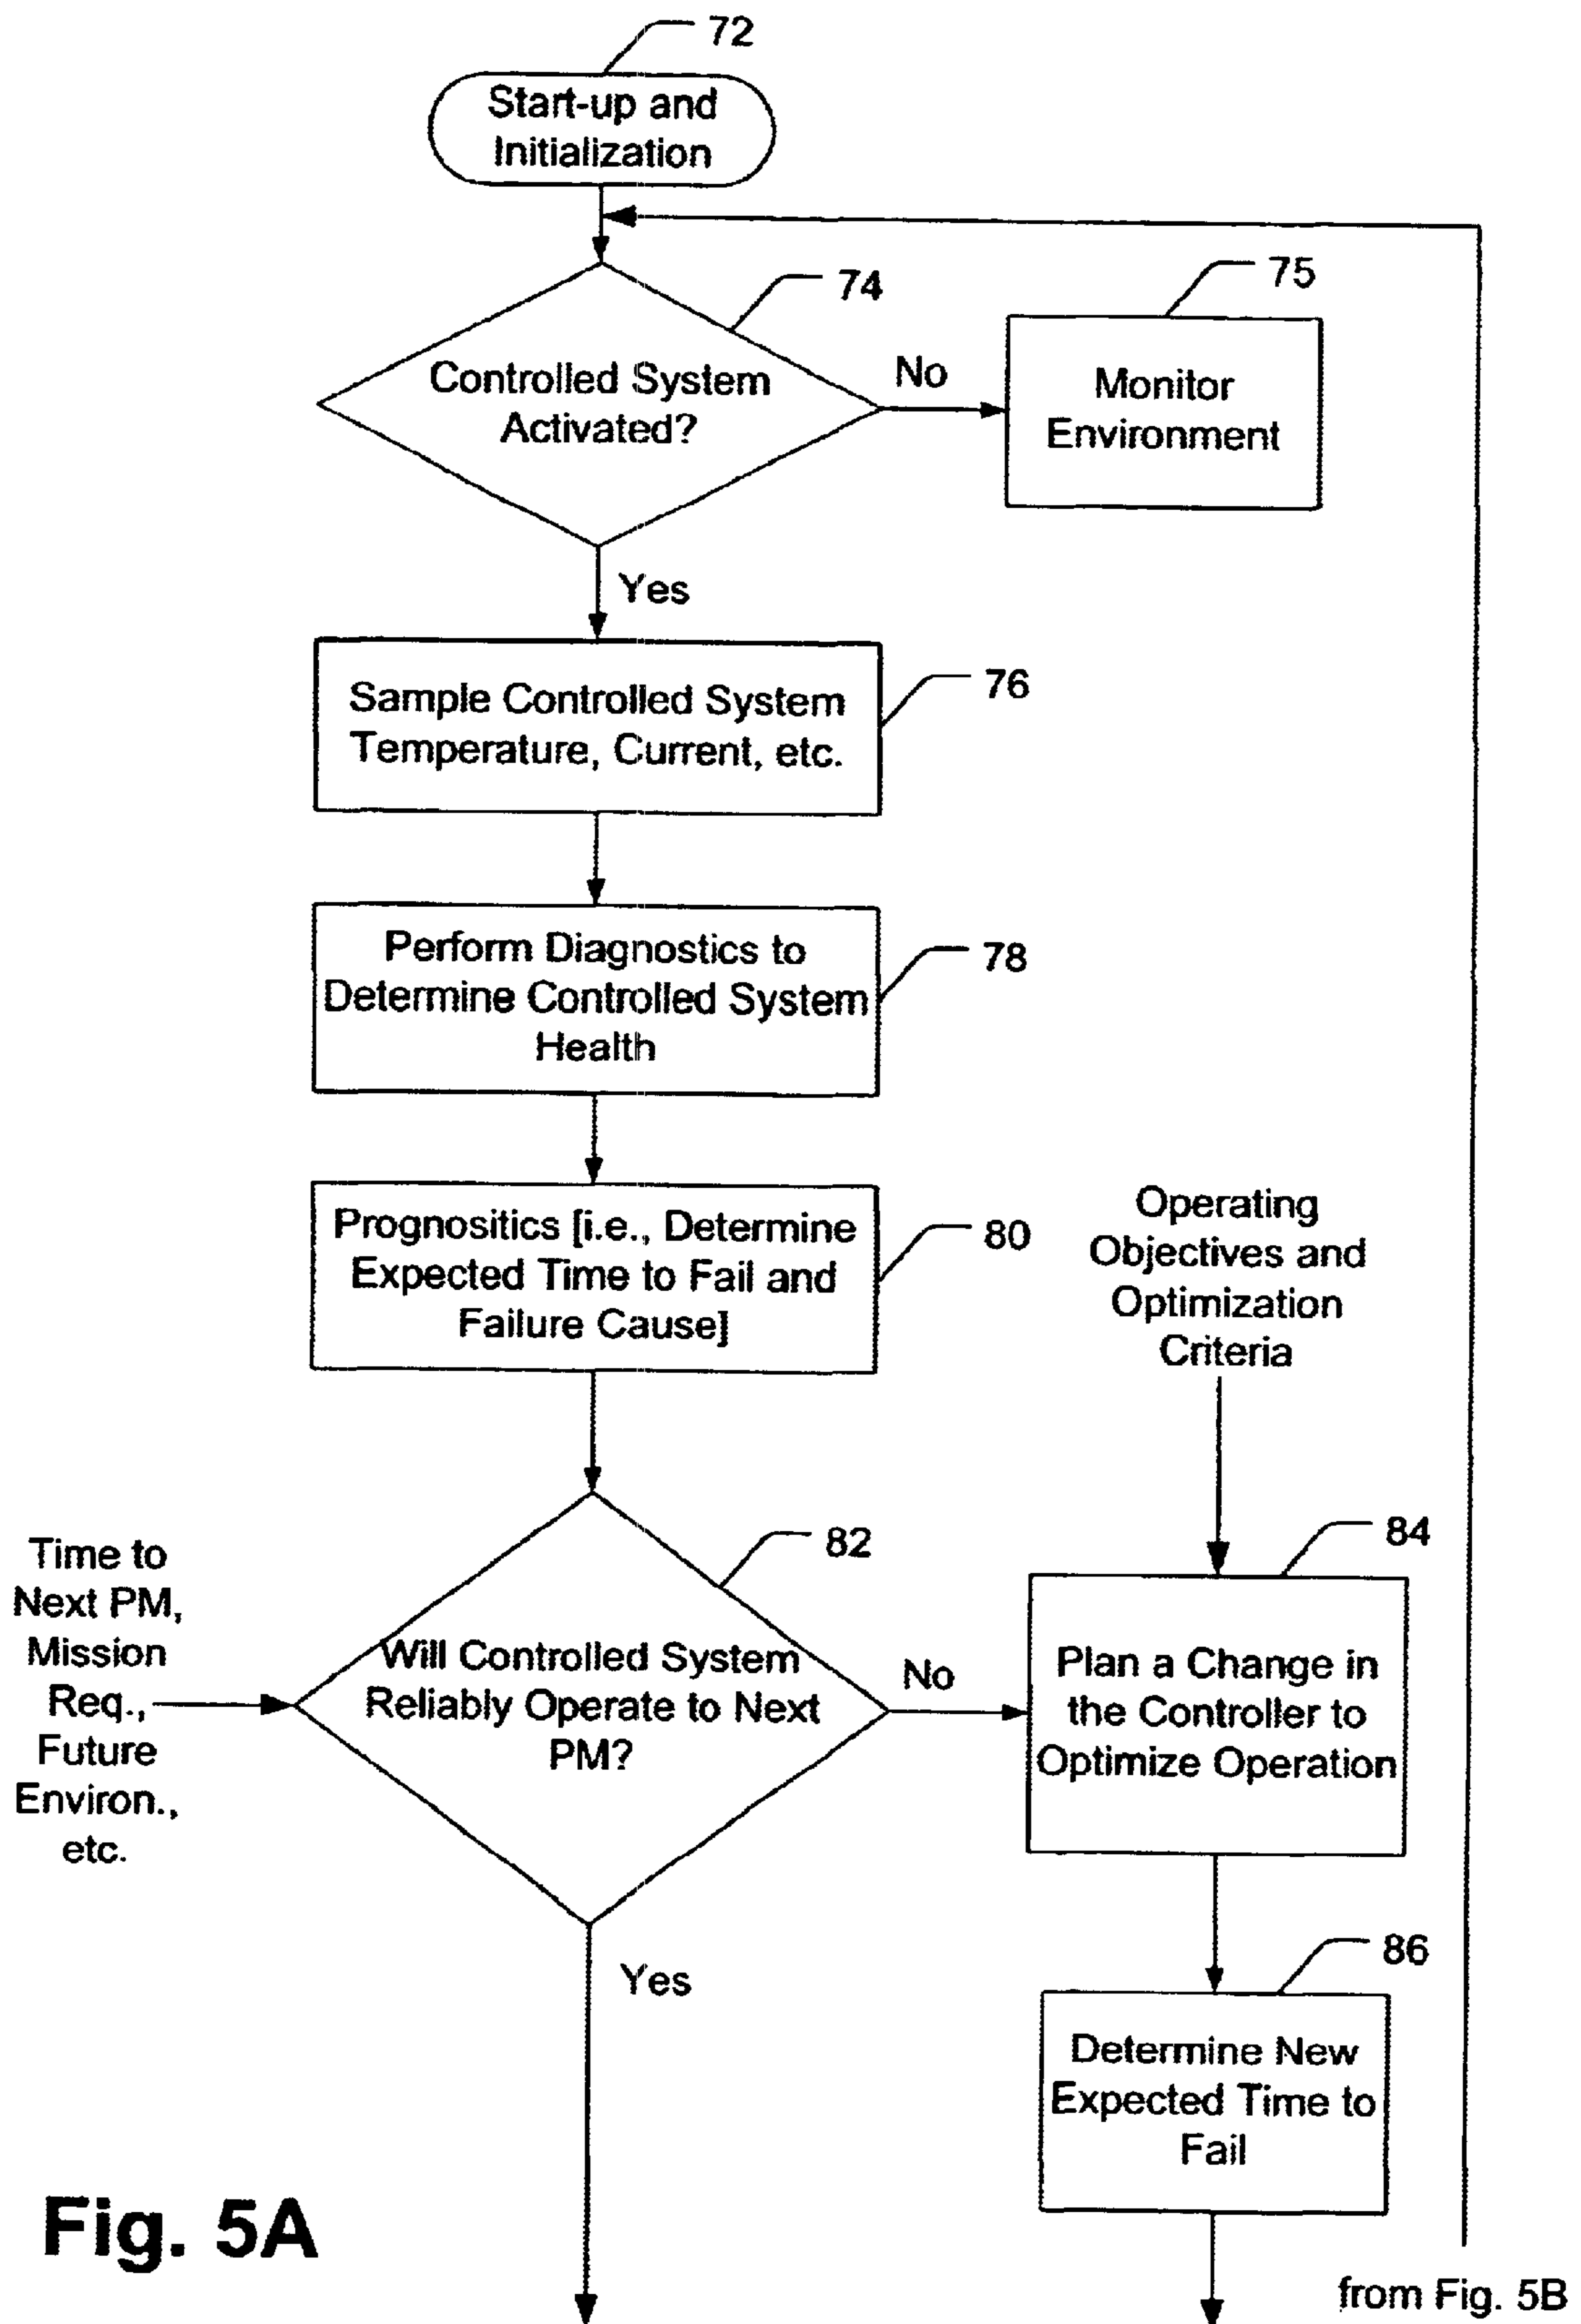 72
Start-up and
Initialization
74
Controlled System
Activated?
No
75
Monitor
Environment
Yes
76
Sample Controlled System
Temperature, Current, etc.
78
Perform Diagnostics to
Determine Controlled System
Health
80
Prognositics [i.e., Determine
Expected Time to Fail and
Failure Cause]
Operating
Objectives and
Optimization
Criteria
Time to
Next PM,
Mission
Req.,
Future
Environ.,
etc.
82
Will Controlled System
Reliably Operate to Next
PM?
No
84
Plan a Change in
the Controller to
Optimize Operation
Yes
86
Determine New
Expected Time to
Fail
Fig. 5A
from Fig. 5B